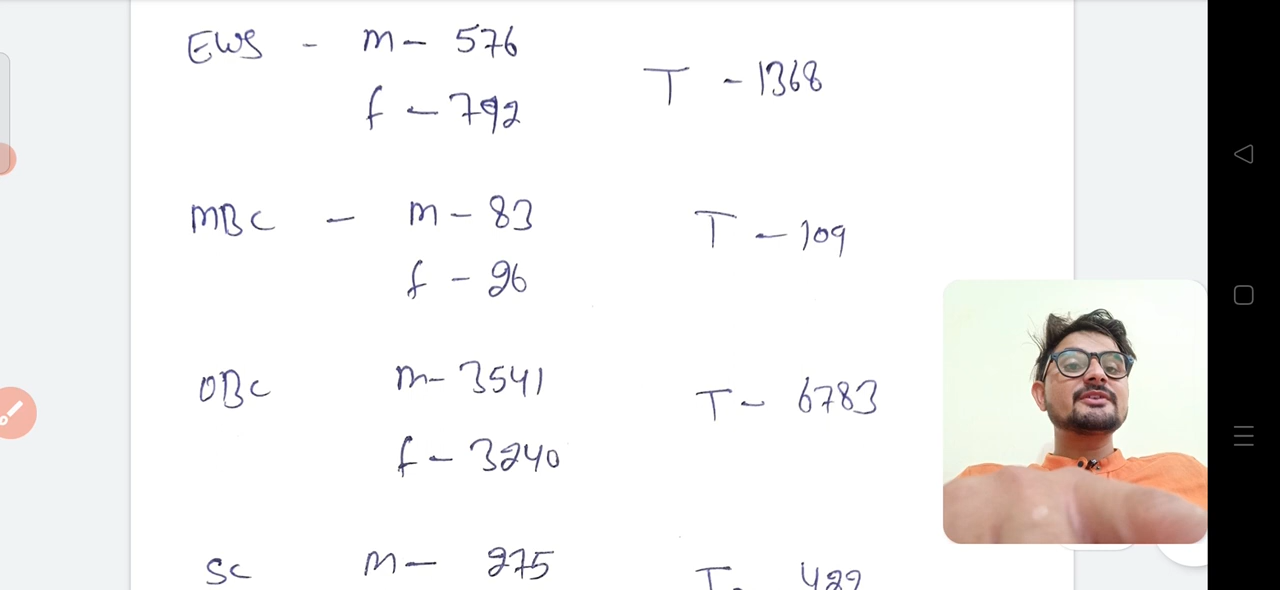 EWS - m - 576
f - 792
T - 1368
MBC - m - 83
f - 26
T - 109
OBC m - 3541
f - 3240
T - 6783
SC m - 275
T -